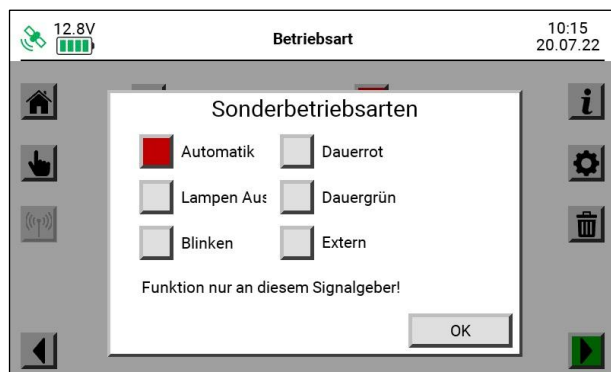 12.8V
Betriebsart
10:15
20.07.22
Sonderbetriebsarten
Automatik
Dauerrot
Lampen Aus
Dauergrün
Blinken
Extern
Funktion nur an diesem Signalgeber!
OK
i